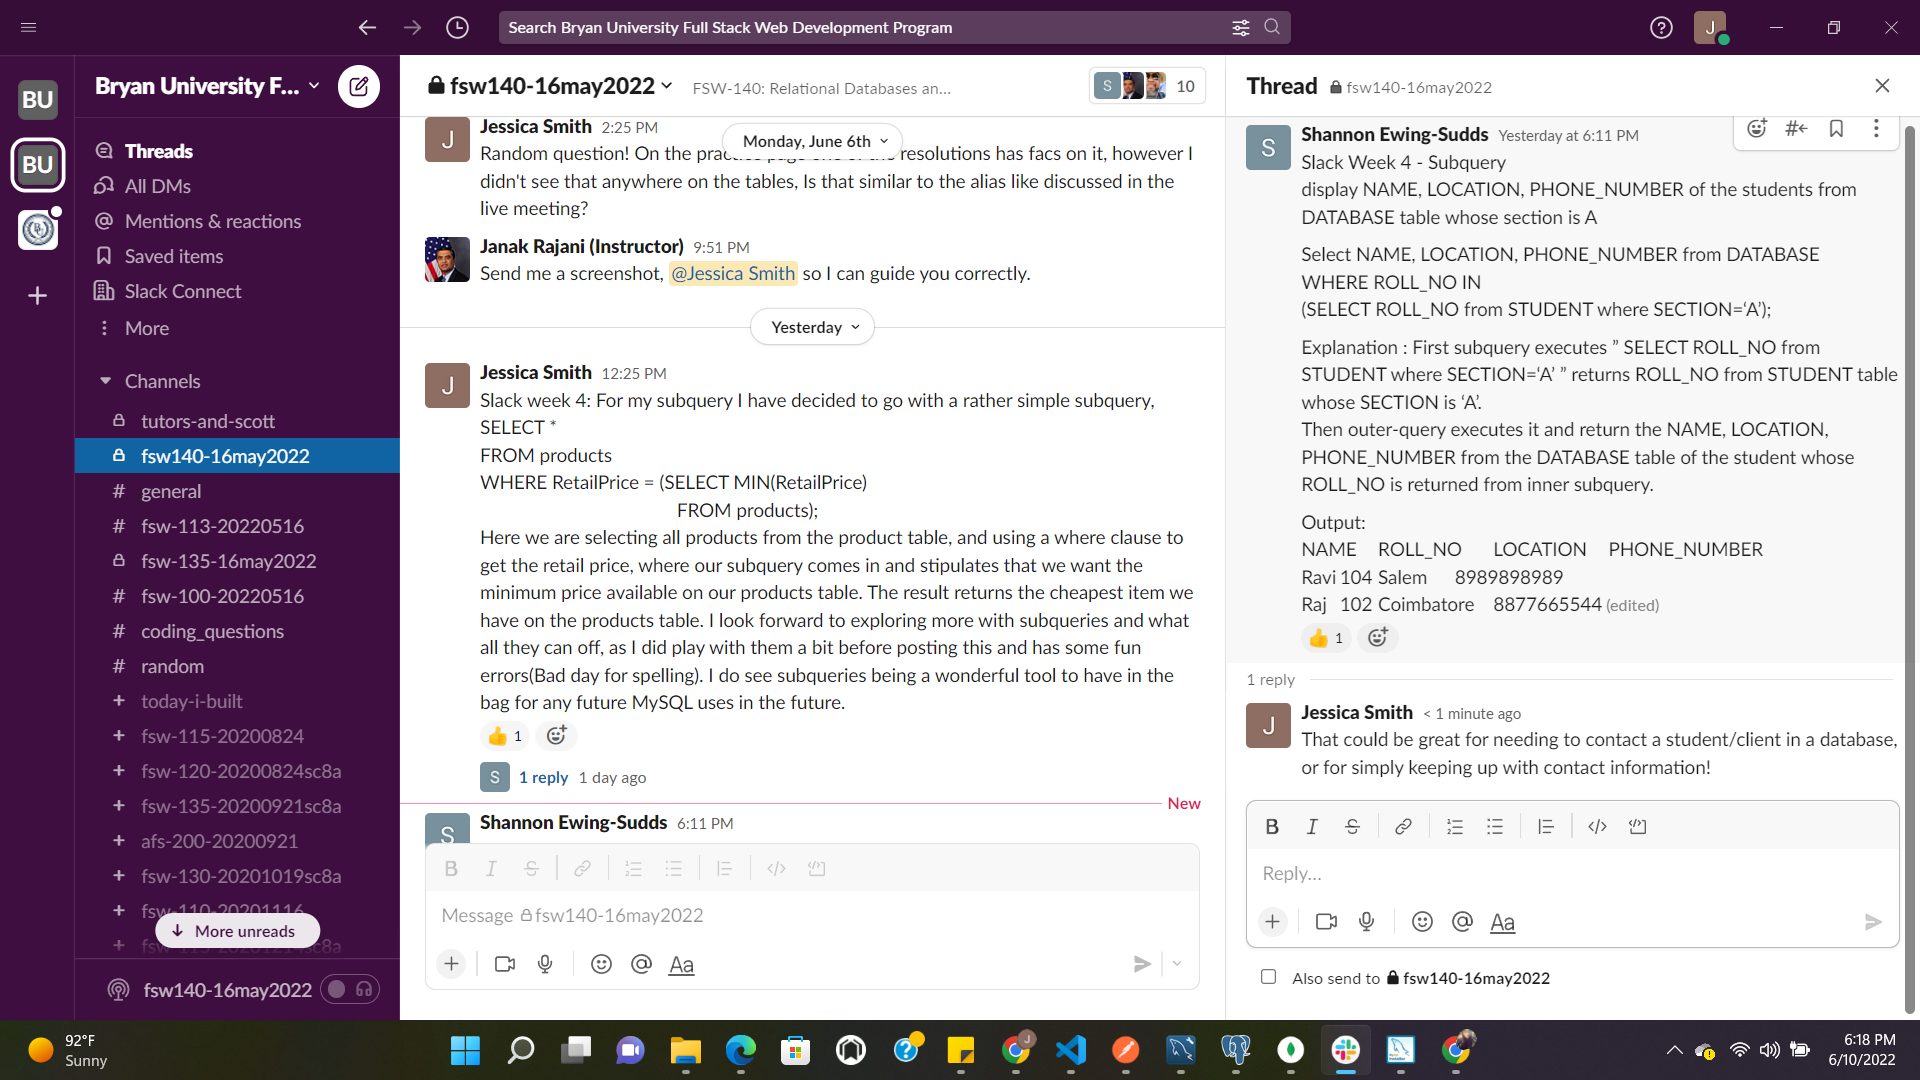 Search Bryan University Full Stack Web Development Program
J
BU
BU
Bryan University F...
Threads
All DMs
Mentions & reactions
Saved items
Slack Connect
More
Channels
tutors-and-scott
fsw140-16may2022
# general
# fsw-113-20220516
fsw-135-16may2022
# fsw-100-20220516
# coding_questions
# random
+ today-i-built
+ fsw-115-20200824
+ fsw-120-20200824sc8a
+ fsw-135-20200921sc8a
+ afs-200-20200921
+ fsw-130-20201019sc8a
+ fsw-110-20201116
More unreads
fsw140-16may2022
fsw140-16may2022
FSW-140: Relational Databases an...
S
10
Monday, June 6th
J
Jessica Smith 2:25 PM
Random question! On the practice page one of the resolutions has facs on it, however I
didn't see that anywhere on the tables, Is that similar to the alias like discussed in the
live meeting?
Janak Rajani (Instructor) 9:51 PM
Send me a screenshot, @Jessica Smith so I can guide you correctly.
Yesterday
J
Jessica Smith 12:25 PM
Slack week 4: For my subquery I have decided to go with a rather simple subquery,
SELECT *
FROM products
WHERE RetailPrice = (SELECT MIN(RetailPrice)
FROM products);
Here we are selecting all products from the product table, and using a where clause to
get the retail price, where our subquery comes in and stipulates that we want the
minimum price available on our products table. The result returns the cheapest item we
have on the products table. I look forward to exploring more with subqueries and what
all they can off, as I did play with them a bit before posting this and has some fun
errors(Bad day for spelling). I do see subqueries being a wonderful tool to have in the
bag for any future MySQL uses in the future.
1
S
1 reply 1 day ago
New
S
Shannon Ewing-Sudds 6:11 PM
Message fsw140-16may2022
Aa
Thread fsw140-16may2022
S
Shannon Ewing-Sudds Yesterday at 6:11 PM
Slack Week 4 - Subquery
display NAME, LOCATION, PHONE_NUMBER of the students from
DATABASE table whose section is A
Select NAME, LOCATION, PHONE_NUMBER from DATABASE
WHERE ROLL_NO IN
(SELECT ROLL_NO from STUDENT where SECTION=‘A’);
Explanation : First subquery executes ” SELECT ROLL_NO from
STUDENT where SECTION=‘A’ ” returns ROLL_NO from STUDENT table
whose SECTION is ‘A’.
Then outer-query executes it and return the NAME, LOCATION,
PHONE_NUMBER from the DATABASE table of the student whose
ROLL_NO is returned from inner subquery.
Output:
NAME ROLL_NO LOCATION PHONE_NUMBER
Ravi 104 Salem 8989898989
Raj 102 Coimbatore 8877665544 (edited)
1
1 reply
J
Jessica Smith < 1 minute ago
That could be great for needing to contact a student/client in a database,
or for simply keeping up with contact information!
B I S
Reply...
Aa
Also send to fsw140-16may2022
92°F
Sunny
6:18 PM
6/10/2022